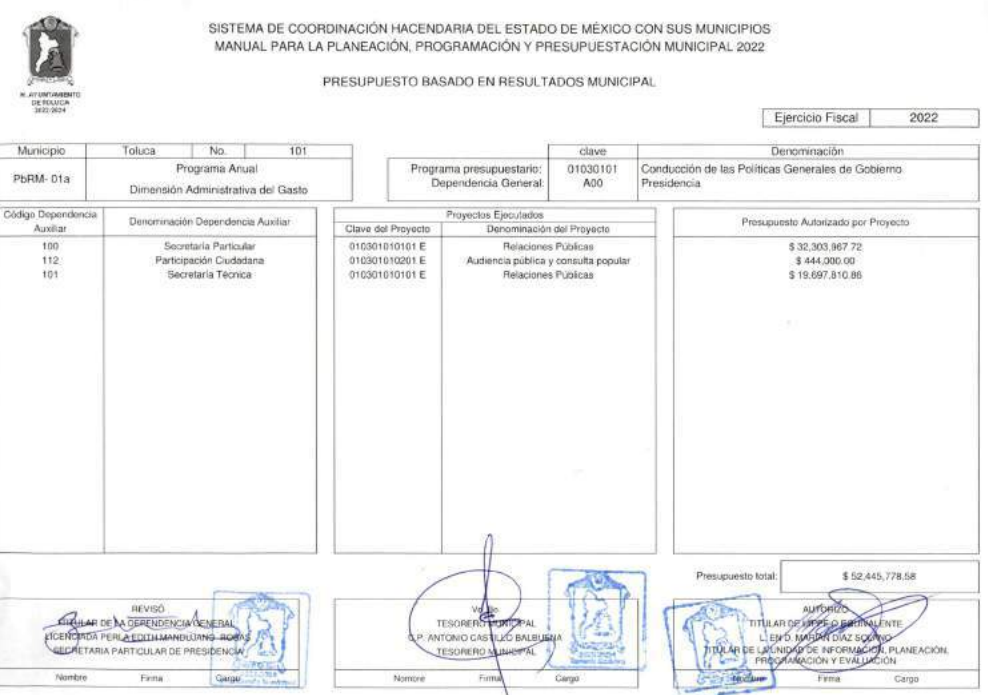 SISTEMA DE COORDINACIÓN HACENDARIA DEL ESTADO DE MÉXICO CON SUS MUNICIPIOS
MANUAL PARA LA PLANEACIÓN, PROGRAMACIÓN Y PRESUPUESTACIÓN MUNICIPAL 2022
PRESUPUESTO BASADO EN RESULTADOS MUNICIPAL
H. AYUNTAMIENTO
DE TOLUCA
2022/2024
Ejercicio Fiscal 2022
Municipio Toluca No. 101
PbRM- 01a
Programa Anual
Dimensión Administrativa del Gasto
clave Denominación
Programa presupuestario: 01030101 Conducción de las Políticas Generales de Gobierno
Dependencia General: A00 Presidencia
Código Dependencia Auxiliar Denominación Dependencia Auxiliar
Proyectos Ejecutados
Clave del Proyecto Denominación del Proyecto
Presupuesto Autorizado por Proyecto
100 Secretaría Particular 010301010101 E Relaciones Públicas $ 32,303,967.72
112 Participación Ciudadana 010301010201 E Audiencia pública y consulta popular $ 444,000.00
101 Secretaría Técnica 010301010101 E Relaciones Públicas $ 19,697,810.86
Presupuesto total: $ 52,445,778.58
REVISÓ
TITULAR DE LA DEPENDENCIA GENERAL
LICENCIADA PERLA EDITH MANDUJANO ROSAS
SECRETARIA PARTICULAR DE PRESIDENCIA
Nombre Firma Cargo
Vo. Bo.
TESORERO MUNICIPAL
C.P. ANTONIO CASTILLO BALBUENA
TESORERO MUNICIPAL
Nombre Firma Cargo
AUTORIZÓ
TITULAR DE UIPPE O EQUIVALENTE
L. EN D. DÍAZ
TITULAR DE LA UNIDAD DE INFORMACIÓN, PLANEACIÓN,
PROGRAMACIÓN Y EVALUACIÓN
Nombre Firma Cargo